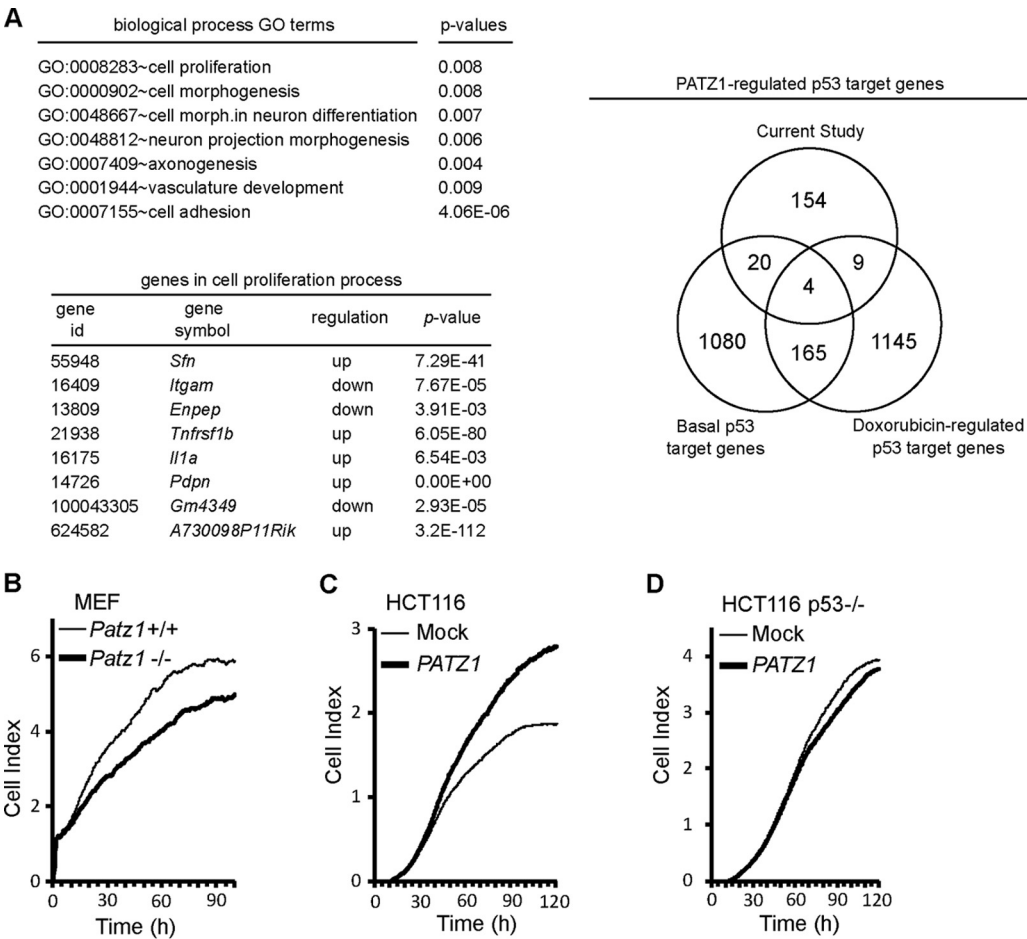 A
biological process GO terms p-values
GO:0008283~cell proliferation 0.008
GO:0000902~cell morphogenesis 0.008
GO:0048667~cell morph.in neuron differentiation 0.007
GO:0048812~neuron projection morphogenesis 0.006
GO:0007409~axonogenesis 0.004
GO:0001944~vasculature development 0.009
GO:0007155~cell adhesion 4.06E-06
genes in cell proliferation process
gene id gene symbol regulation p-value
55948 Sfn up 7.29E-41
16409 Itgam down 7.67E-05
13809 Enpep down 3.91E-03
21938 Tnfrsf1b up 6.05E-80
16175 Il1a up 6.54E-03
14726 Pdpn up 0.00E+00
100043305 Gm4349 down 2.93E-05
624582 A730098P11Rik up 3.2E-112
PATZ1-regulated p53 target genes
Current Study
154
20 9
4
1080 165 1145
Basal p53
target genes
Doxorubicin-regulated
p53 target genes
B
MEF
Patz1+/+
Patz1 -/-
Cell Index
6
4
2
0
0 30 60 90
Time (h)
C
HCT116
Mock
PATZ1
Cell Index
3
2
1
0
0 30 60 90 120
Time (h)
D
HCT116 p53-/-
Mock
PATZ1
Cell Index
4
3
2
1
0
0 30 60 90 120
Time (h)